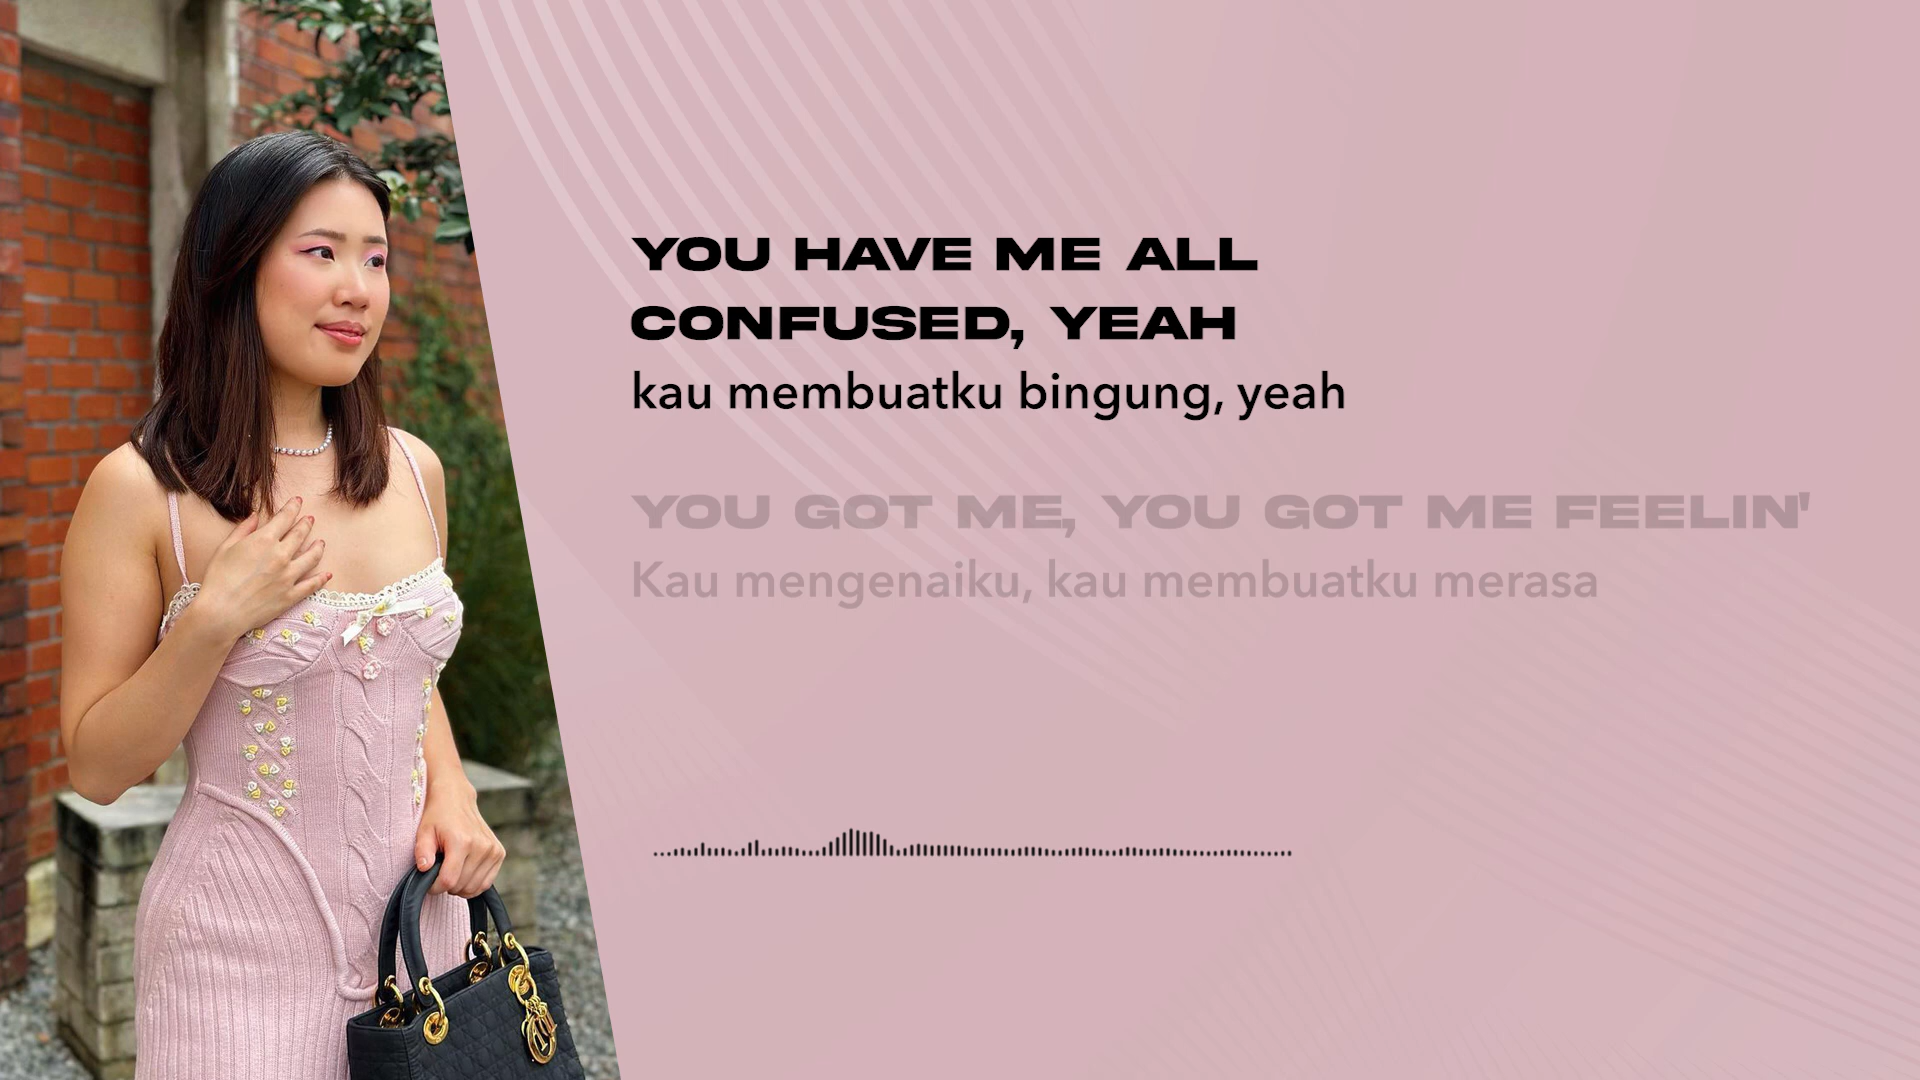 YOU HAVE ME ALL
CONFUSED, YEAH
kau membuatku bingung, yeah
YOU GOT ME, YOU GOT ME FEELIN'
Kau mengenaiku, kau membuatku merasa